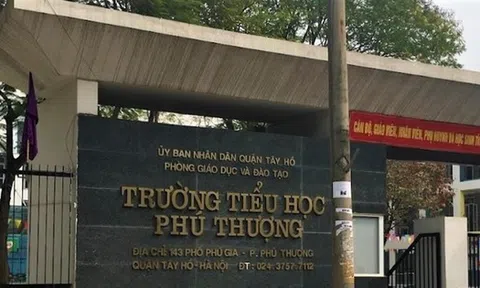 ỦY BAN NHÂN DÂN QUẬN TÂY HỒ
PHÒNG GIÁO DỤC VÀ ĐÀO TẠO
TRƯỜNG TIỂU HỌC
PHÚ THƯỢNG
ĐỊA CHỈ: 143 PHỐ PHÚ GIA - P. PHÚ THƯỢNG
QUẬN TÂY HỒ - HÀ NỘI. ĐT: 024.3757.7112
CÁN BỘ, GIÁO VIÊN, NHÂN VIÊN, PHỤ HUYNH VÀ HỌC SINH